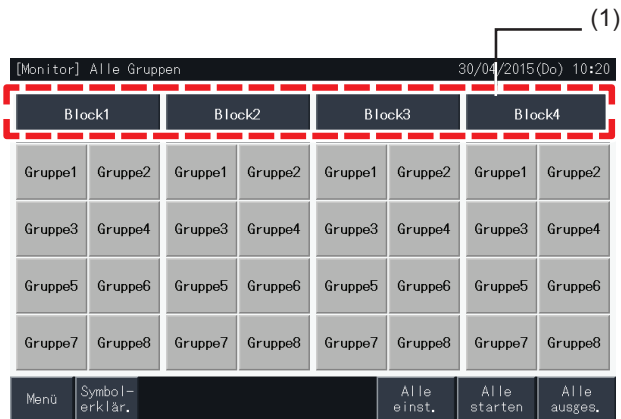 (1)
[Monitor] Alle Gruppen 30/04/2015(Do) 10:20
Block1 Block2 Block3 Block4
Gruppe1 Gruppe2 Gruppe1 Gruppe2 Gruppe1 Gruppe2 Gruppe1 Gruppe2
Gruppe3 Gruppe4 Gruppe3 Gruppe4 Gruppe3 Gruppe4 Gruppe3 Gruppe4
Gruppe5 Gruppe6 Gruppe5 Gruppe6 Gruppe5 Gruppe6 Gruppe5 Gruppe6
Gruppe7 Gruppe8 Gruppe7 Gruppe8 Gruppe7 Gruppe8 Gruppe7 Gruppe8
Menü
Symbol-
erklär.
Alle
einst.
Alle
starten
Alle
ausges.